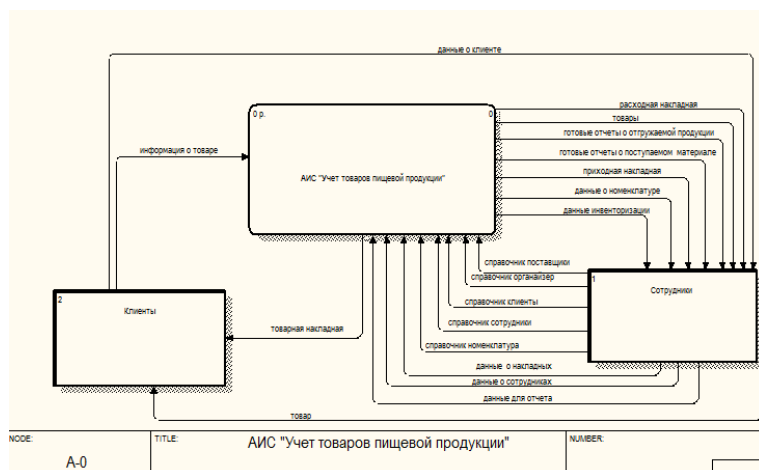 данные о клиенте
расходная накладная
0 р.
0
товары
готовые отчеты о отгружаемой продукции
информация о товаре
готовые отчеты о поступаемом материале
приходная накладная
АИС "Учет товаров пищевой продукции"
данные о номенклатуре
данные инвенторизации
справочник поставщики
справочник органайзер
1
Сотрудники
2
Клиенты
справочник клиенты
справочник сотрудники
товарная накладная
справочник номенклатура
данные о накладных
данные о сотрудниках
данные для отчета
товар
NODE:
TITLE:
АИС "Учет товаров пищевой продукции"
NUMBER:
A-0